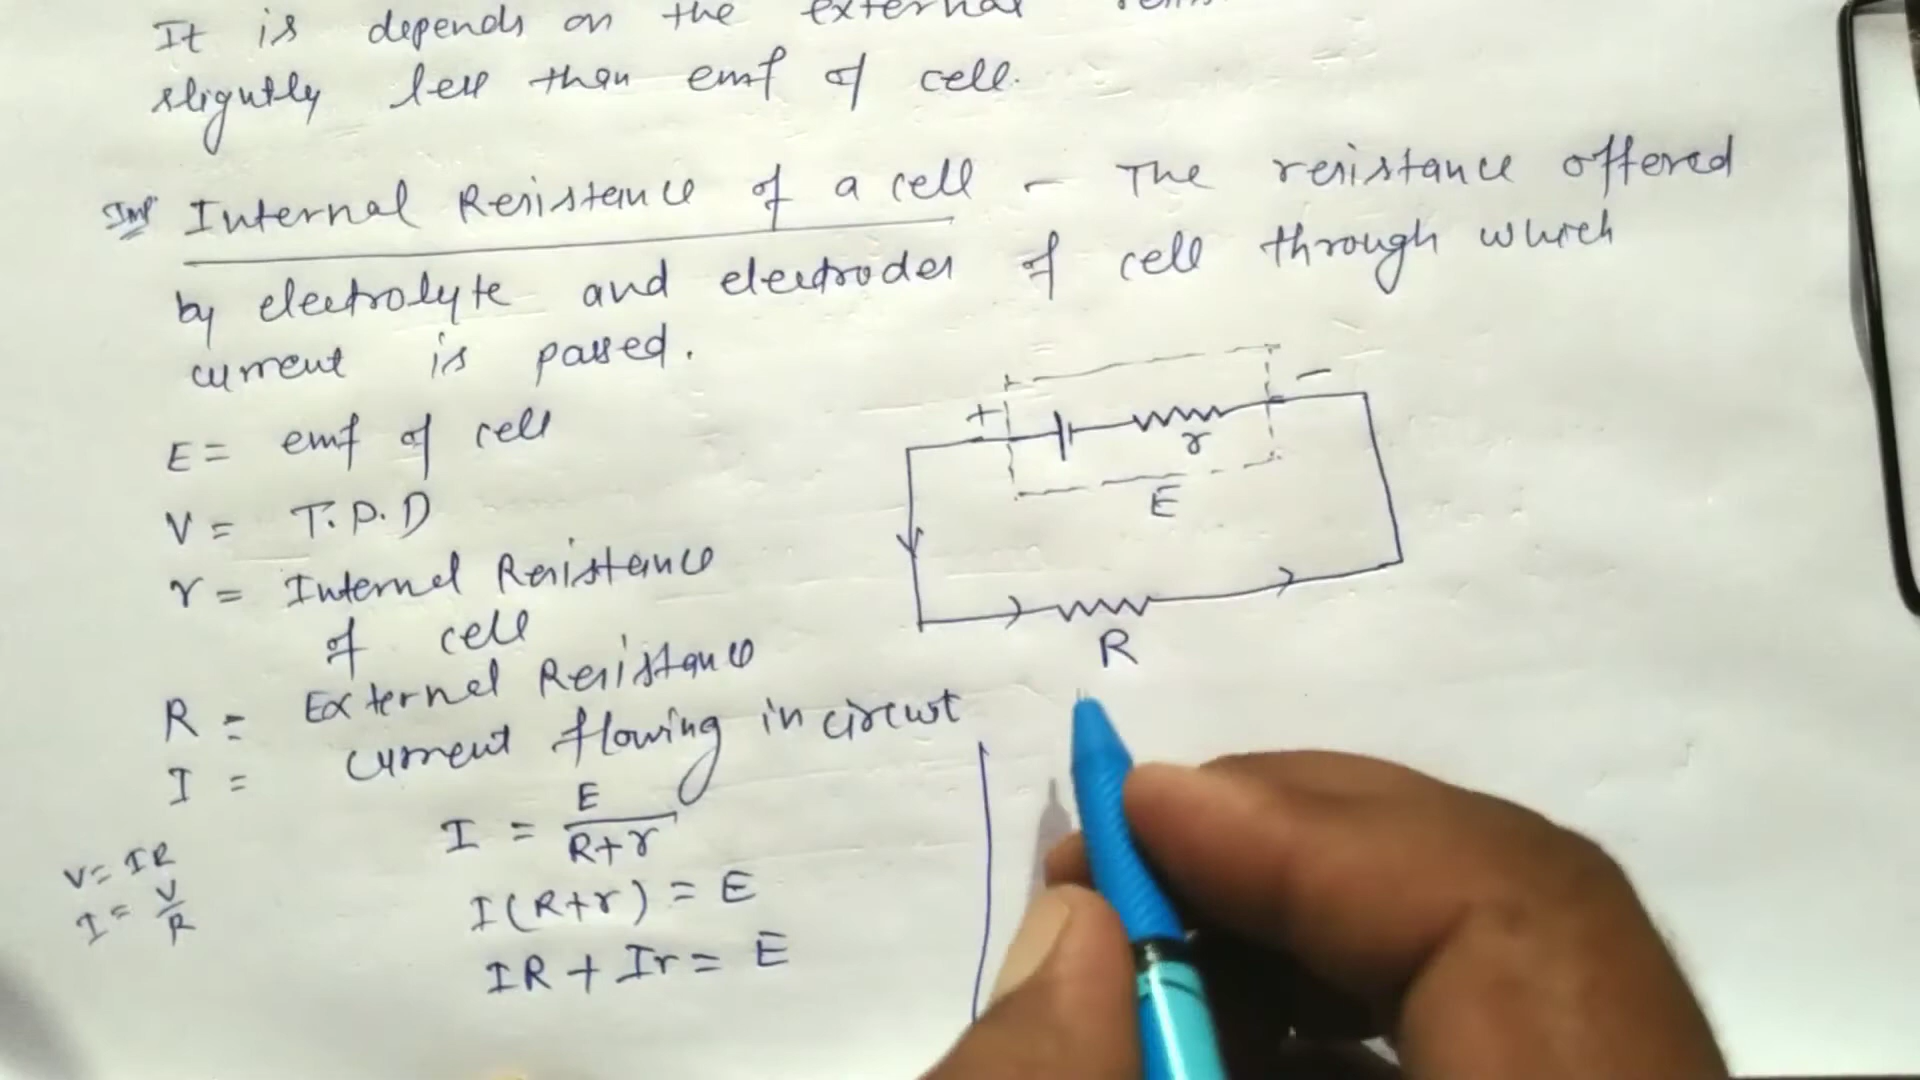 It is depends on the external
slightly less than emf of cell.
Imp Internal Resistance of a cell - The resistance offered
by electrolyte and electrodes of cell through which
current is passed.
E = emf of cell
V = T.P.D
r = Internal Resistance
of cell
R = External Resistance
I = current flowing in circuit
I = E/(R+r)
I(R+r) = E
IR + Ir = E
V = IR
I = V/R
+ -
r
E
R